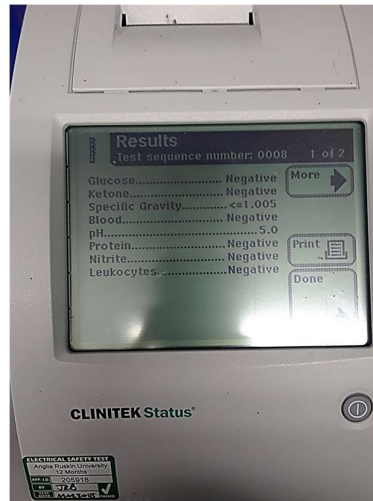 Results
Test sequence number: 0008 1 of 2
Glucose..................... Negative
Ketone...................... Negative
Specific Gravity.......<=1.005
Blood....................... Negative
pH.................................5.0
Protein..................... Negative
Nitrite...................... Negative
Leukocytes................Negative
More
Print
Done
CLINITEK Status
ELECTRICAL SAFETY TEST
Anglia Ruskin University
12 Months
205918
BY
PASSED